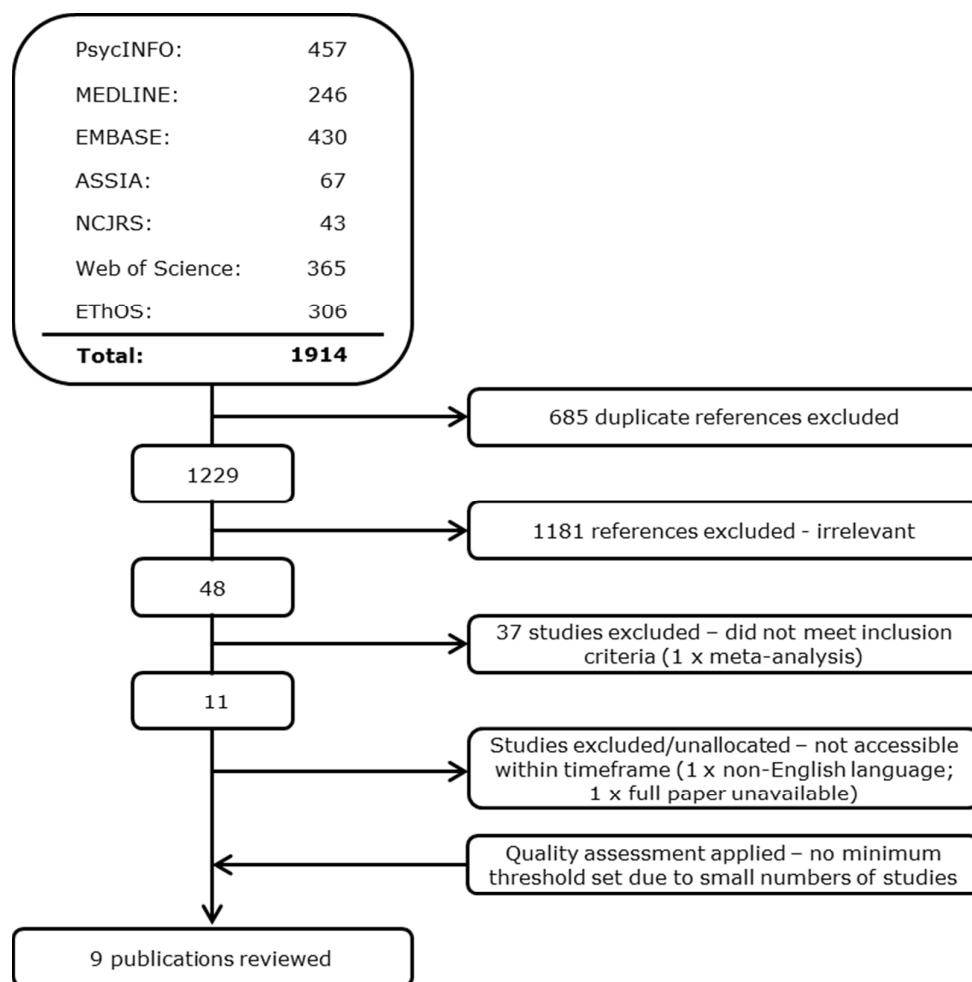 PsycINFO: 457
MEDLINE: 246
EMBASE: 430
ASSIA: 67
NCJRS: 43
Web of Science: 365
EThOS: 306
Total: 1914
685 duplicate references excluded
1229
1181 references excluded - irrelevant
48
37 studies excluded – did not meet inclusion
criteria (1 x meta-analysis)
11
Studies excluded/unallocated – not accessible
within timeframe (1 x non-English language;
1 x full paper unavailable)
Quality assessment applied – no minimum
threshold set due to small numbers of studies
9 publications reviewed